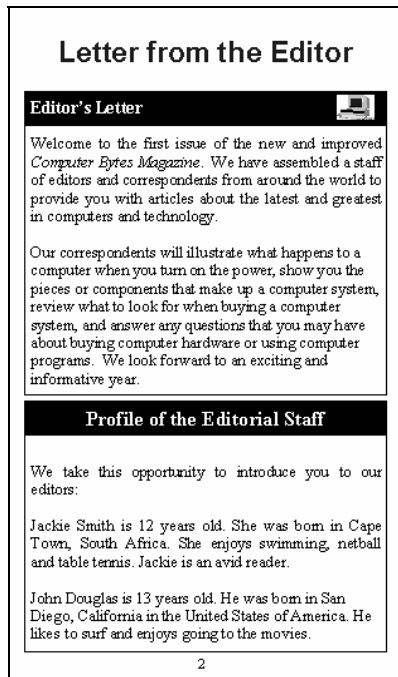 Letter from the Editor
Editor's Letter
Welcome to the first issue of the new and improved
Computer Bytes Magazine. We have assembled a staff
of editors and correspondents from around the world to
provide you with articles about the latest and greatest
in computers and technology.
Our correspondents will illustrate what happens to a
computer when you turn on the power, show you the
pieces or components that make up a computer system,
review what to look for when buying a computer
system, and answer any questions that you may have
about buying computer hardware or using computer
programs. We look forward to an exciting and
informative year.
Profile of the Editorial Staff
We take this opportunity to introduce you to our
editors:
Jackie Smith is 12 years old. She was born in Cape
Town, South Africa. She enjoys swimming, netball
and table tennis. Jackie is an avid reader.
John Douglas is 13 years old. He was born in San
Diego, California in the United States of America. He
likes to surf and enjoys going to the movies.
2